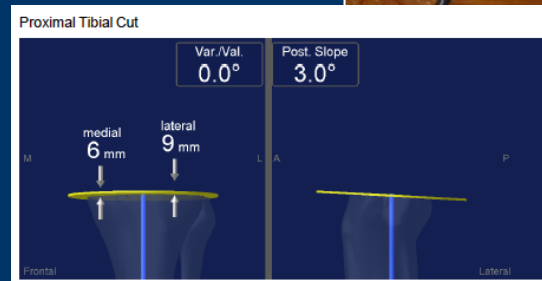 Proximal Tibial Cut
Var./Val.
0.0°
Post. Slope
3.0°
medial
6 mm
lateral
9 mm
M
L
A
P
Frontal
Lateral